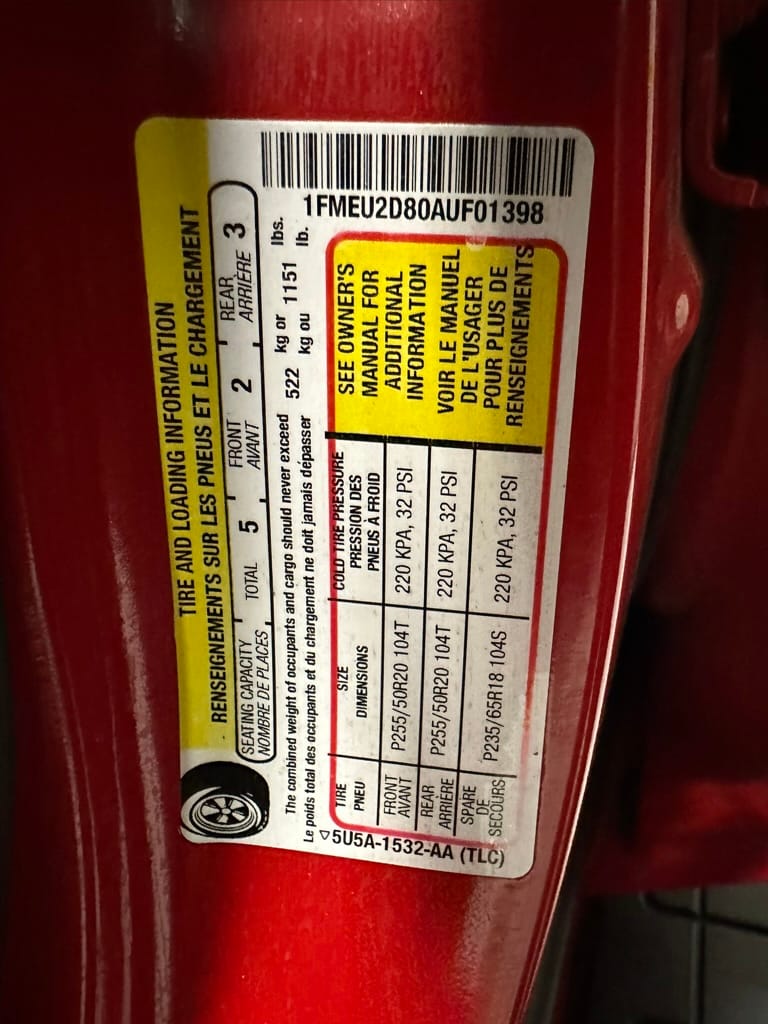 TIRE AND LOADING INFORMATION
RENSEIGNEMENTS SUR LES PNEUS ET LE CHARGEMENT
SEATING CAPACITY TOTAL 5 FRONT 2 REAR 3
NOMBRE DE PLACES AVANT ARRIÈRE
The combined weight of occupants and cargo should never exceed 522 kg or 1151 lbs.
Le poids total des occupants et du chargement ne doit jamais dépasser kg ou lb.
TIRE SIZE COLD TIRE PRESSURE
PNEU DIMENSIONS PRESSION DES
PNEUS À FROID
FRONT P255/50R20 104T 220 KPA, 32 PSI
AVANT
REAR P255/50R20 104T 220 KPA, 32 PSI
ARRIÈRE
SPARE P235/65R18 104S 220 KPA, 32 PSI
DE
SECOURS
SEE OWNER'S
MANUAL FOR
ADDITIONAL
INFORMATION
VOIR LE MANUEL
DE L'USAGER
POUR PLUS DE
RENSEIGNEMENTS
5U5A-1532-AA (TLC)
1FMEU2D80AUF01398